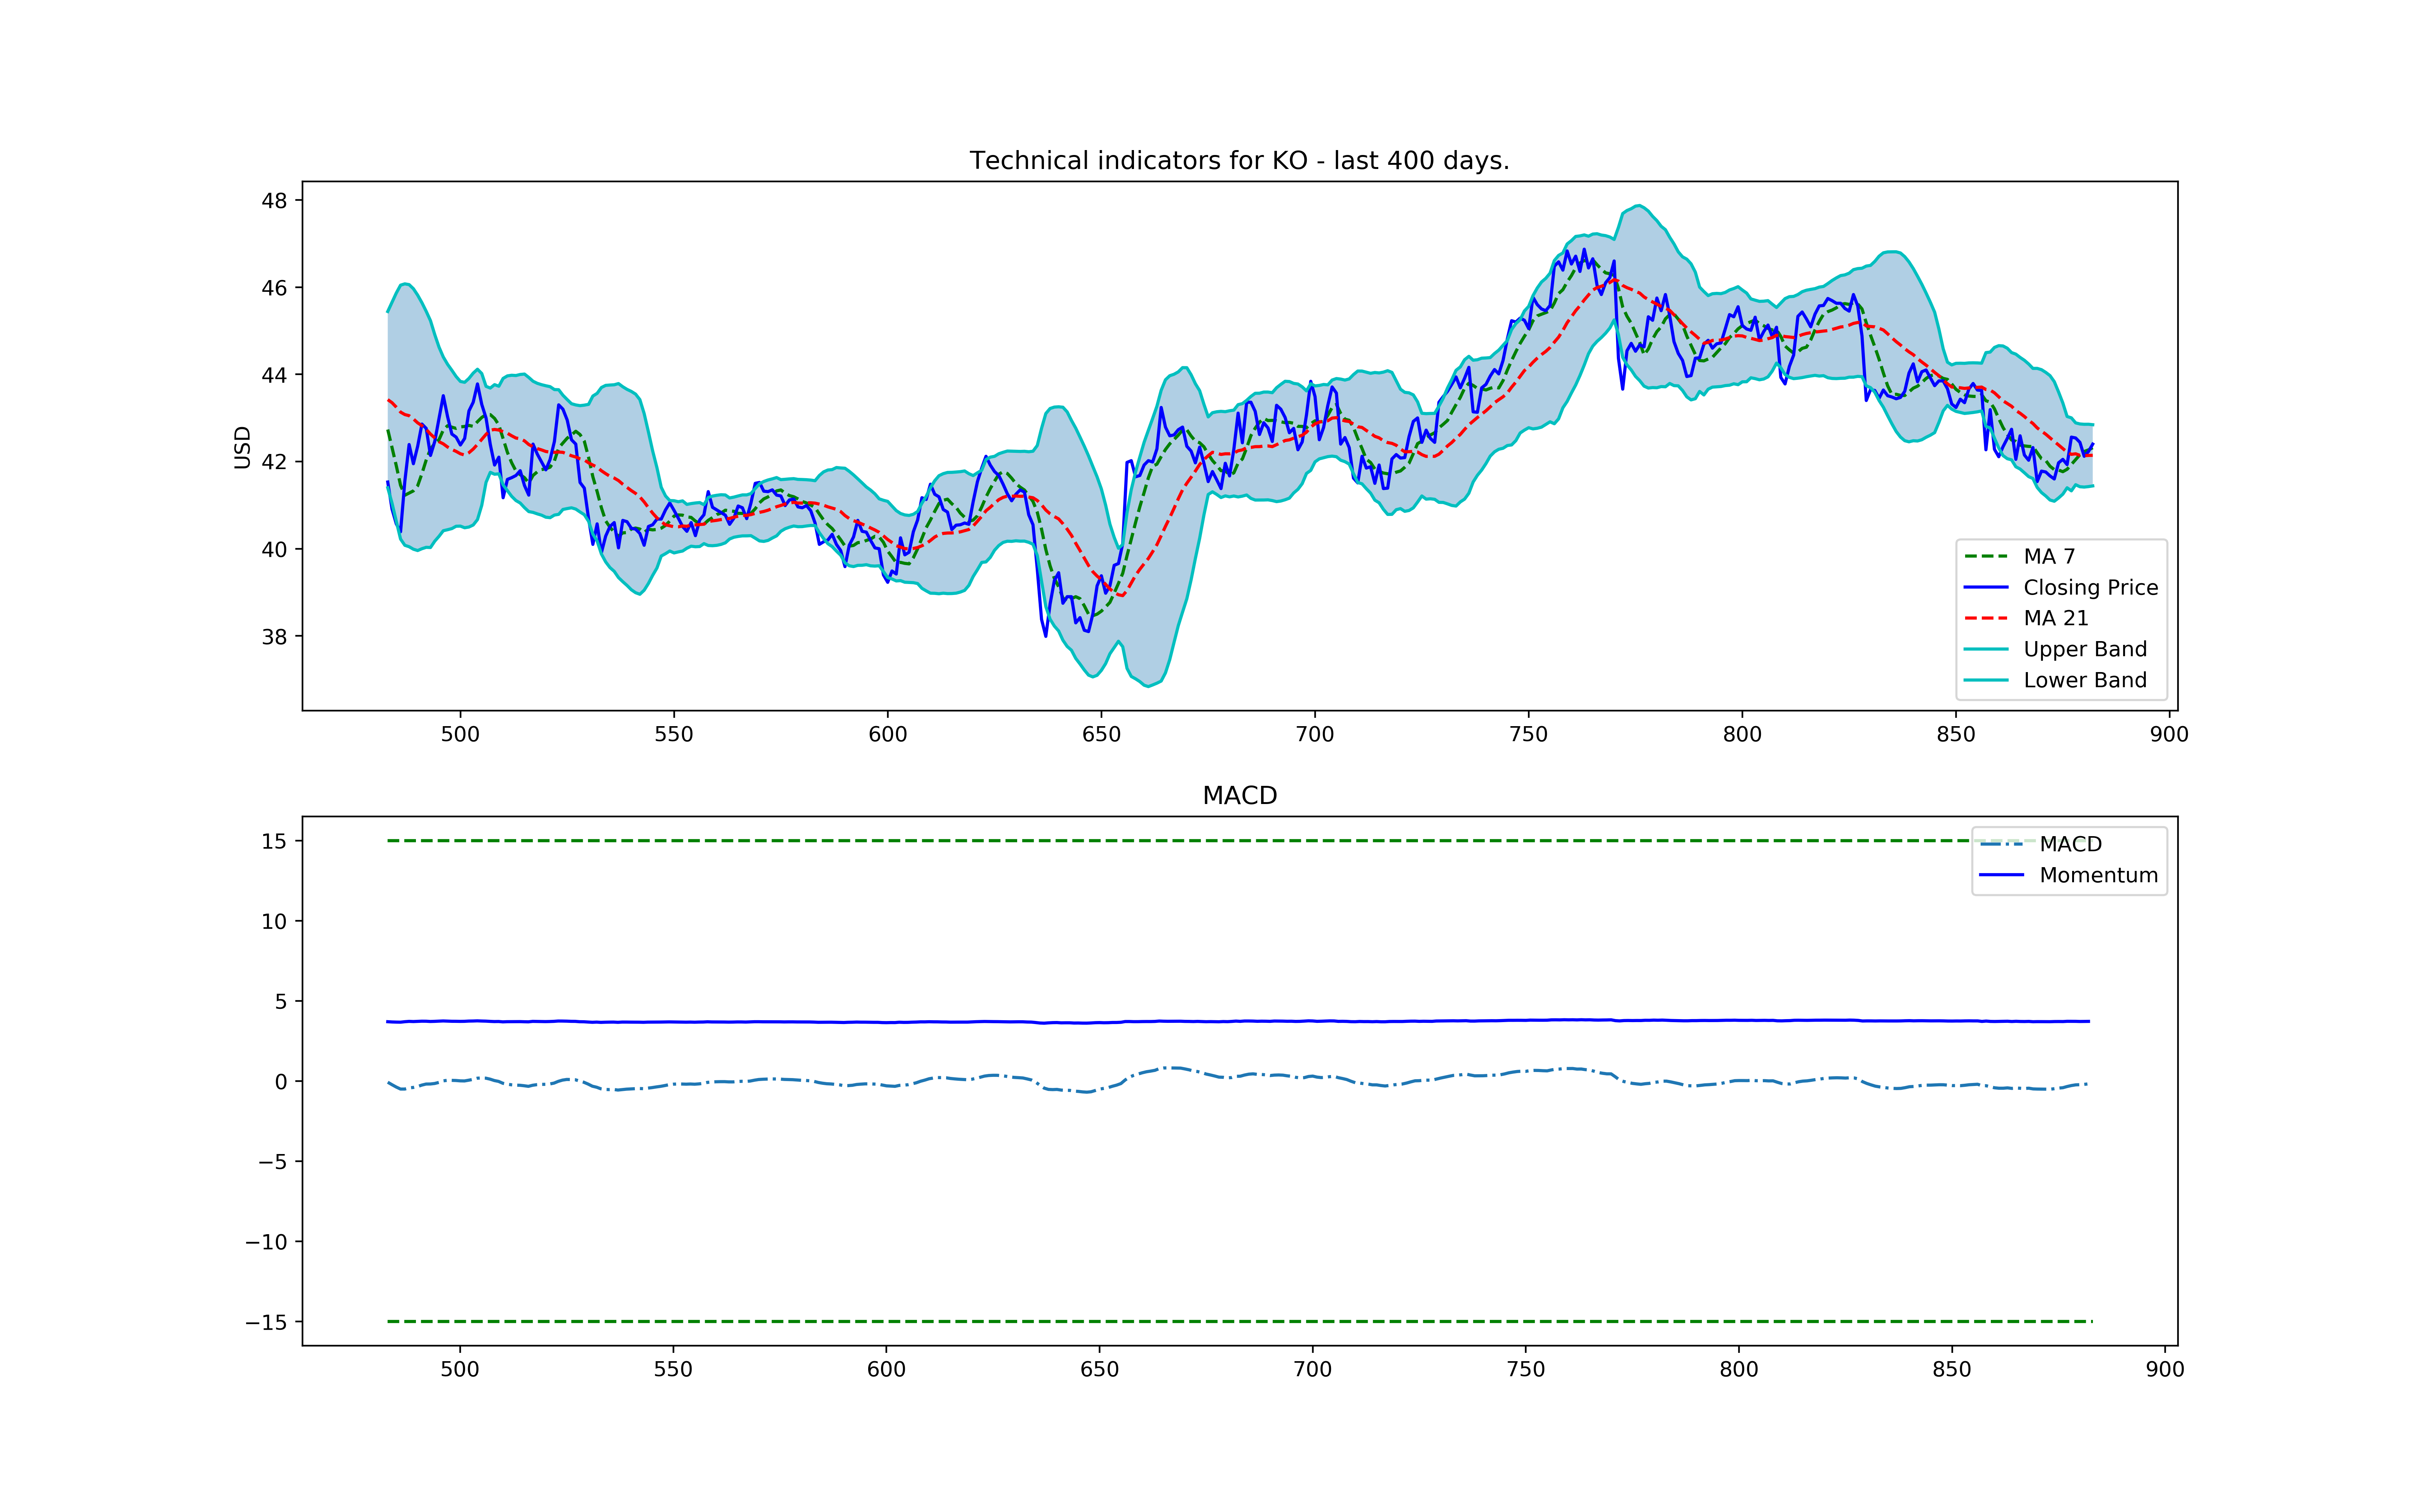 Technical indicators for KO - last 400 days.
48
46
44
42
40
38
USD
500 550 600 650 700 750 800 850 900
MA 7
Closing Price
MA 21
Upper Band
Lower Band
MACD
15
10
5
0
−5
−10
−15
500 550 600 650 700 750 800 850 900
MACD
Momentum